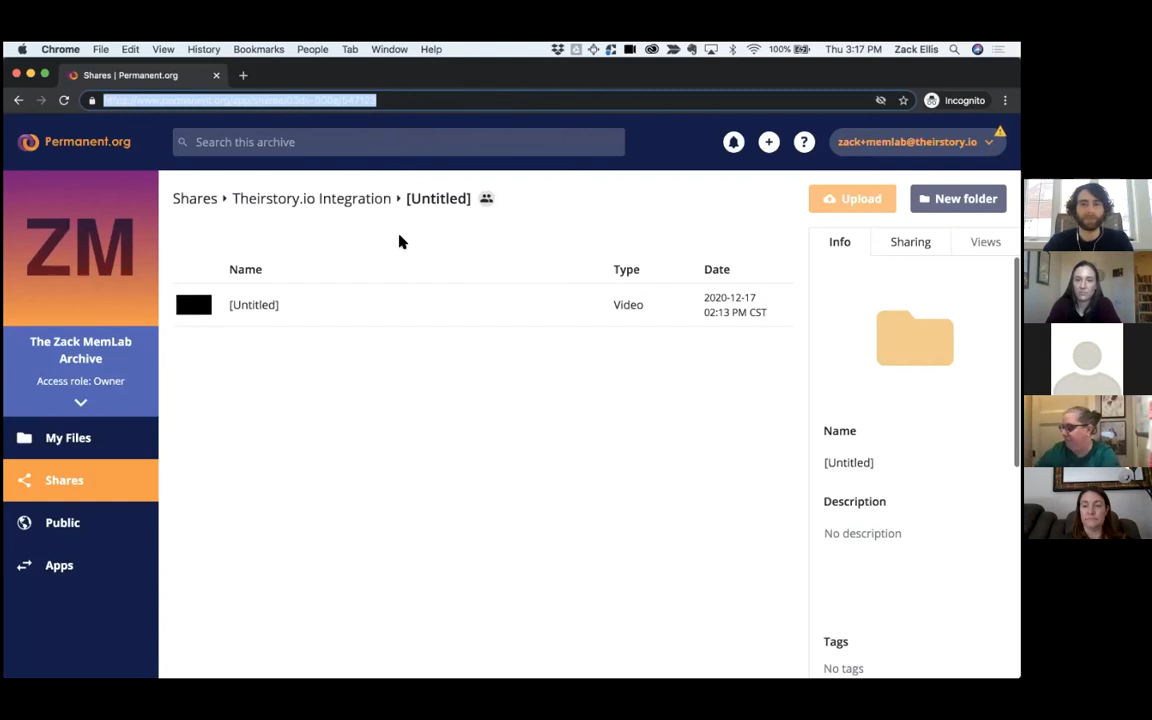 Chrome File Edit View History Bookmarks People Tab Window Help 100% Thu 3:17 PM Zack Ellis
Shares | Permanent.org
Incognito
Permanent.org Search this archive zack+memlab@theirstory.io
Shares Theirstory.io Integration [Untitled] Upload New folder
Info Sharing Views
Name Type Date
[Untitled] Video 2020-12-17
02:13 PM CST
ZM
The Zack MemLab
Archive
Access role: Owner
My Files
Shares
Public
Apps
Name
[Untitled]
Description
No description
Tags
No tags